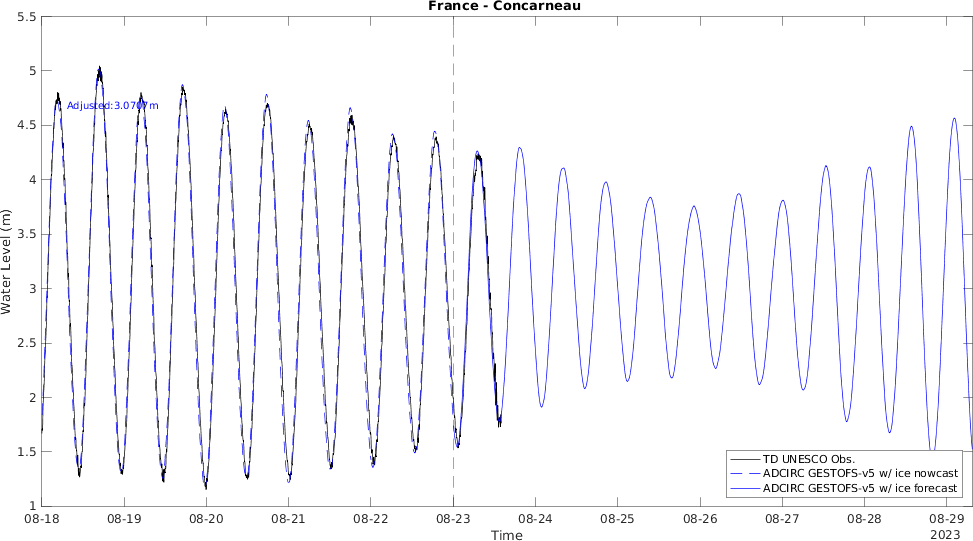 France - Concarneau
5.5
5
4.5
4
3.5
3
2.5
2
1.5
1
Water Level (m)
Adjusted:3.0707m
TD UNESCO Obs.
ADCIRC GESTOFS-v5 w/ ice nowcast
ADCIRC GESTOFS-v5 w/ ice forecast
08-18 08-19 08-20 08-21 08-22 08-23 08-24 08-25 08-26 08-27 08-28 08-29
2023
Time